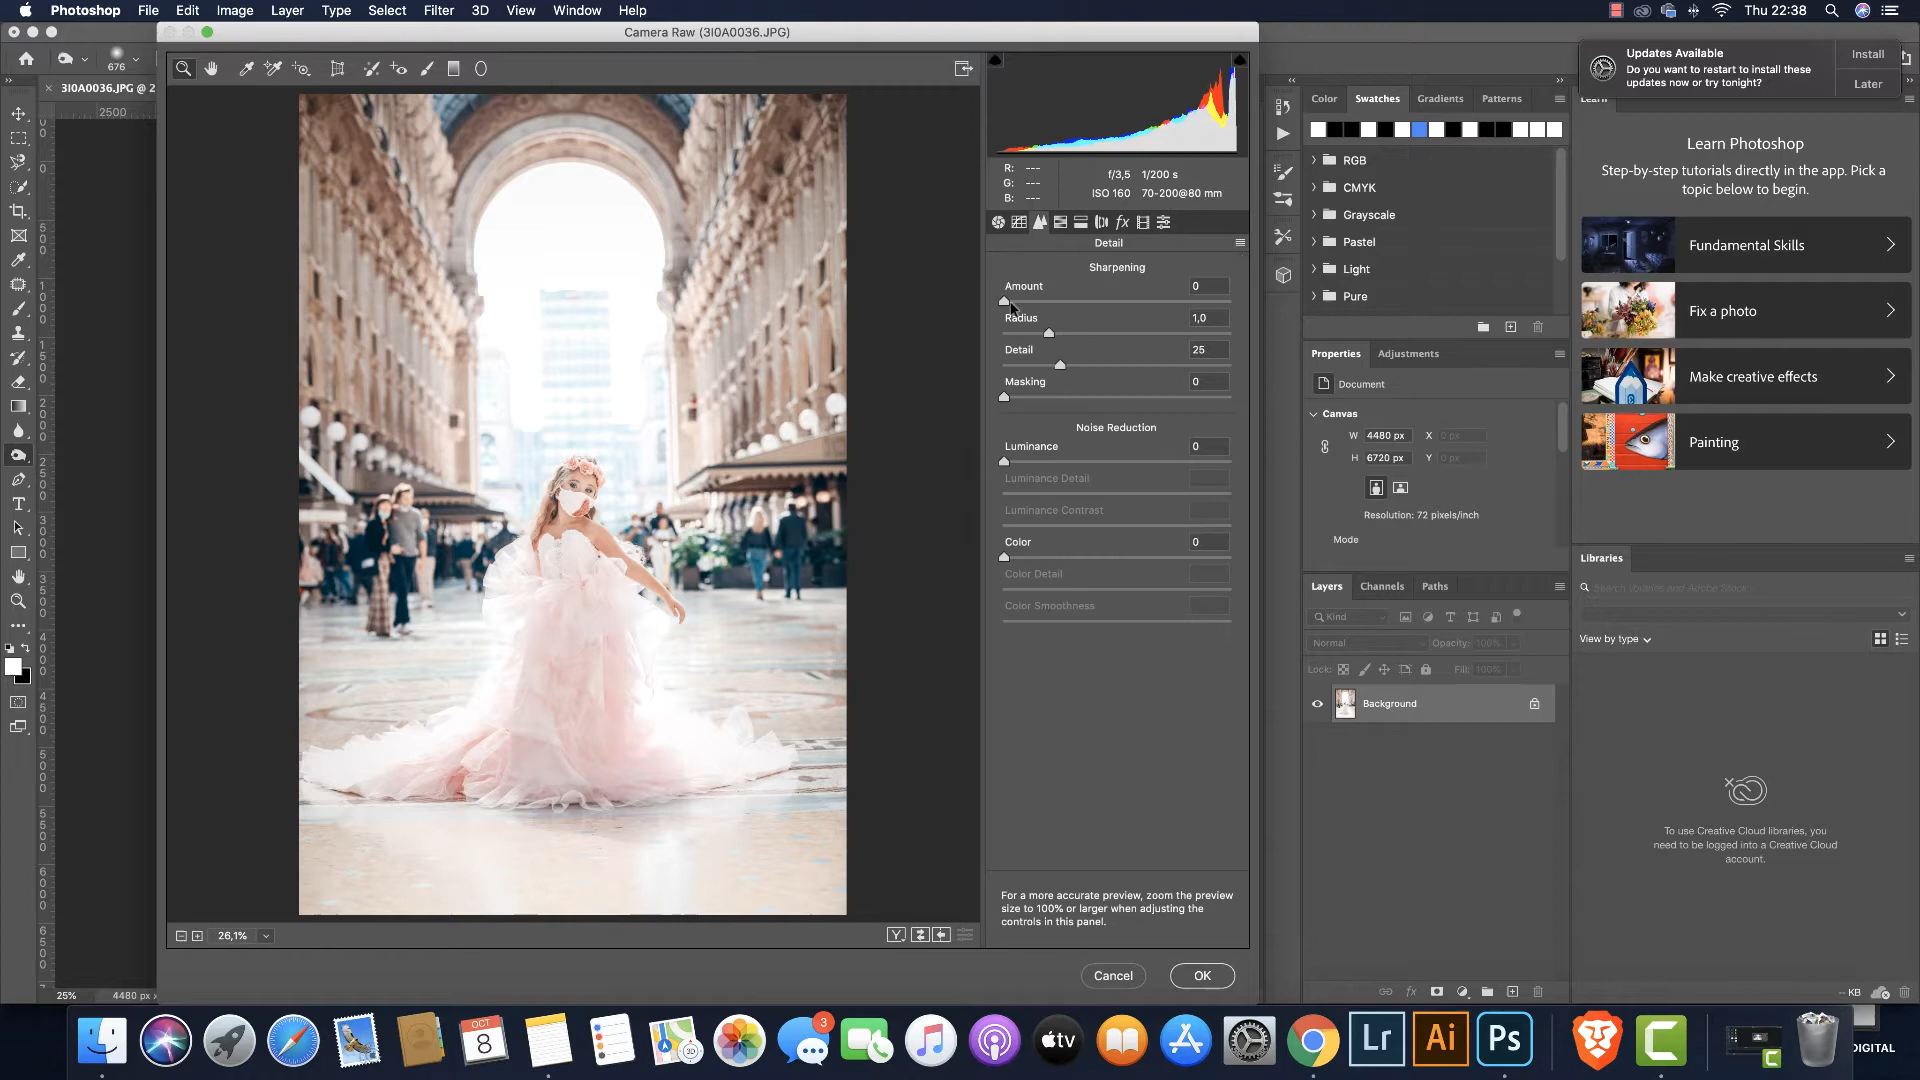 Photoshop File Edit Image Layer Type Select Filter 3D View Window Help
Thu 22:38
Camera Raw (3I0A0036.JPG)
676
3I0A0036.JPG @ 2
2500
R: ---
G: ---
B: ---
f/3,5 1/200 s
ISO 160 70-200@80 mm
Detail
Sharpening
Amount 0
Radius 1,0
Detail 25
Masking 0
Noise Reduction
Luminance 0
Luminance Detail
Luminance Contrast
Color 0
Color Detail
Color Smoothness
For a more accurate preview, zoom the preview
size to 100% or larger when adjusting the
controls in this panel.
26,1%
Cancel OK
25% 4480 px
Color Swatches Gradients Patterns
RGB
CMYK
Grayscale
Pastel
Light
Pure
Properties Adjustments
Document
Canvas
W 4480 px X 0 px
H 6720 px Y 0 px
Resolution: 72 pixels/inch
Mode
Layers Channels Paths
Kind
Normal Opacity: 100%
Lock: Fill: 100%
Background
Updates Available
Do you want to restart to install these
updates now or try tonight?
Install
Later
Learn
Learn Photoshop
Step-by-step tutorials directly in the app. Pick a
topic below to begin.
Fundamental Skills
Fix a photo
Make creative effects
Painting
Libraries
Search Libraries and Adobe Stock
View by type
To use Creative Cloud libraries, you
need to be logged into a Creative Cloud
account.
-- KB
OCT
8
3
3D
tv
Lr
Ai
Ps
DIGITAL